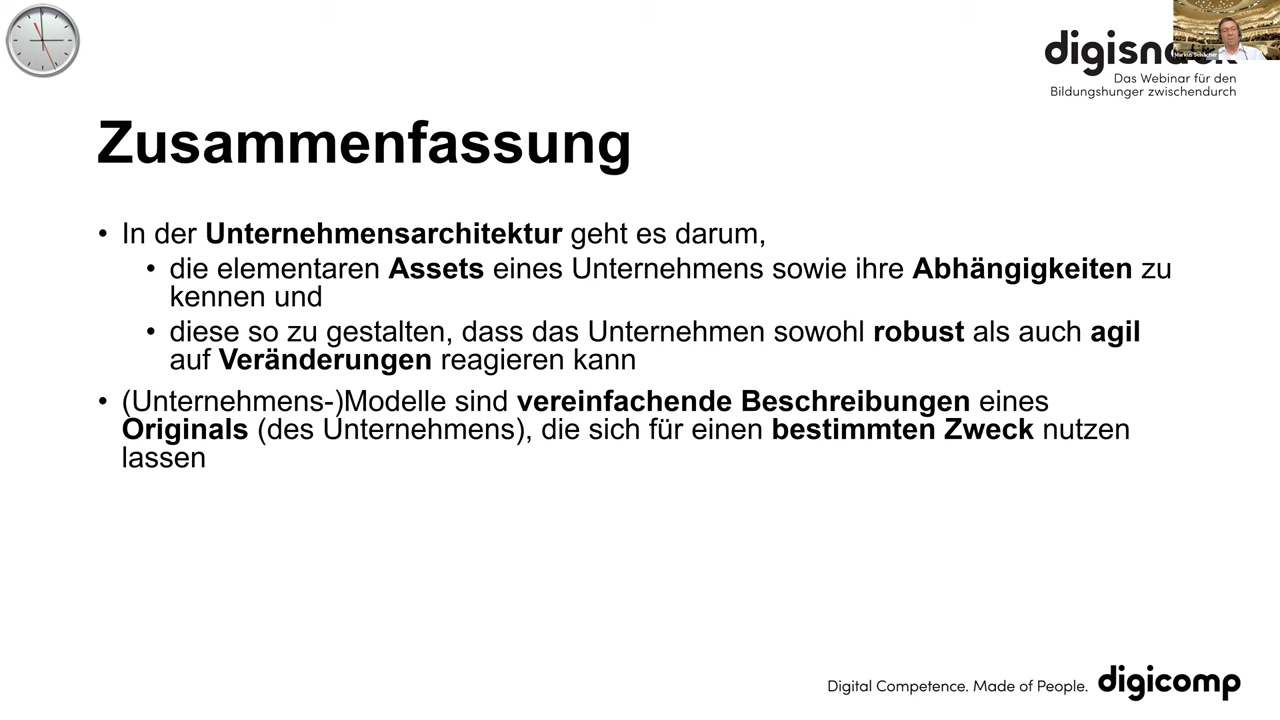 digisnack
Markus Schacher
Das Webinar für den
Bildungshunger zwischendurch
Zusammenfassung
• In der Unternehmensarchitektur geht es darum,
• die elementaren Assets eines Unternehmens sowie ihre Abhängigkeiten zu
kennen und
• diese so zu gestalten, dass das Unternehmen sowohl robust als auch agil
auf Veränderungen reagieren kann
• (Unternehmens-)Modelle sind vereinfachende Beschreibungen eines
Originals (des Unternehmens), die sich für einen bestimmten Zweck nutzen
lassen
Digital Competence. Made of People. digicomp